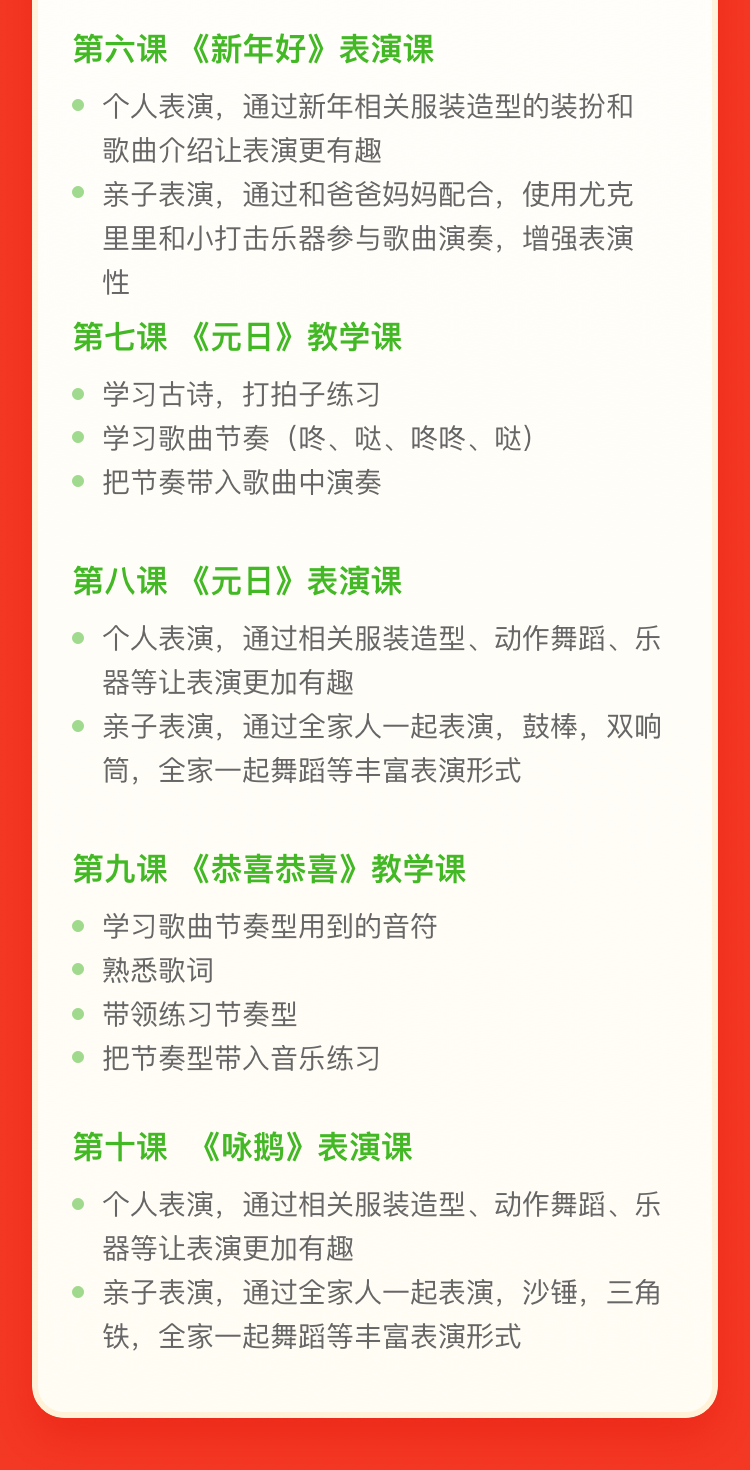 第六课 《新年好》表演课
个人表演，通过新年相关服装造型的装扮和
歌曲介绍让表演更有趣
亲子表演，通过和爸爸妈妈配合，使用尤克
里里和小打击乐器参与歌曲演奏，增强表演
性
第七课 《元日》教学课
学习古诗，打拍子练习
学习歌曲节奏（咚、哒、咚咚、哒）
把节奏带入歌曲中演奏
第八课 《元日》表演课
个人表演，通过相关服装造型、动作舞蹈、乐
器等让表演更加有趣
亲子表演，通过全家人一起表演，鼓棒，双响
筒，全家一起舞蹈等丰富表演形式
第九课 《恭喜恭喜》教学课
学习歌曲节奏型用到的音符
熟悉歌词
带领练习节奏型
把节奏型带入音乐练习
第十课 《咏鹅》表演课
个人表演，通过相关服装造型、动作舞蹈、乐
器等让表演更加有趣
亲子表演，通过全家人一起表演，沙锤，三角
铁，全家一起舞蹈等丰富表演形式